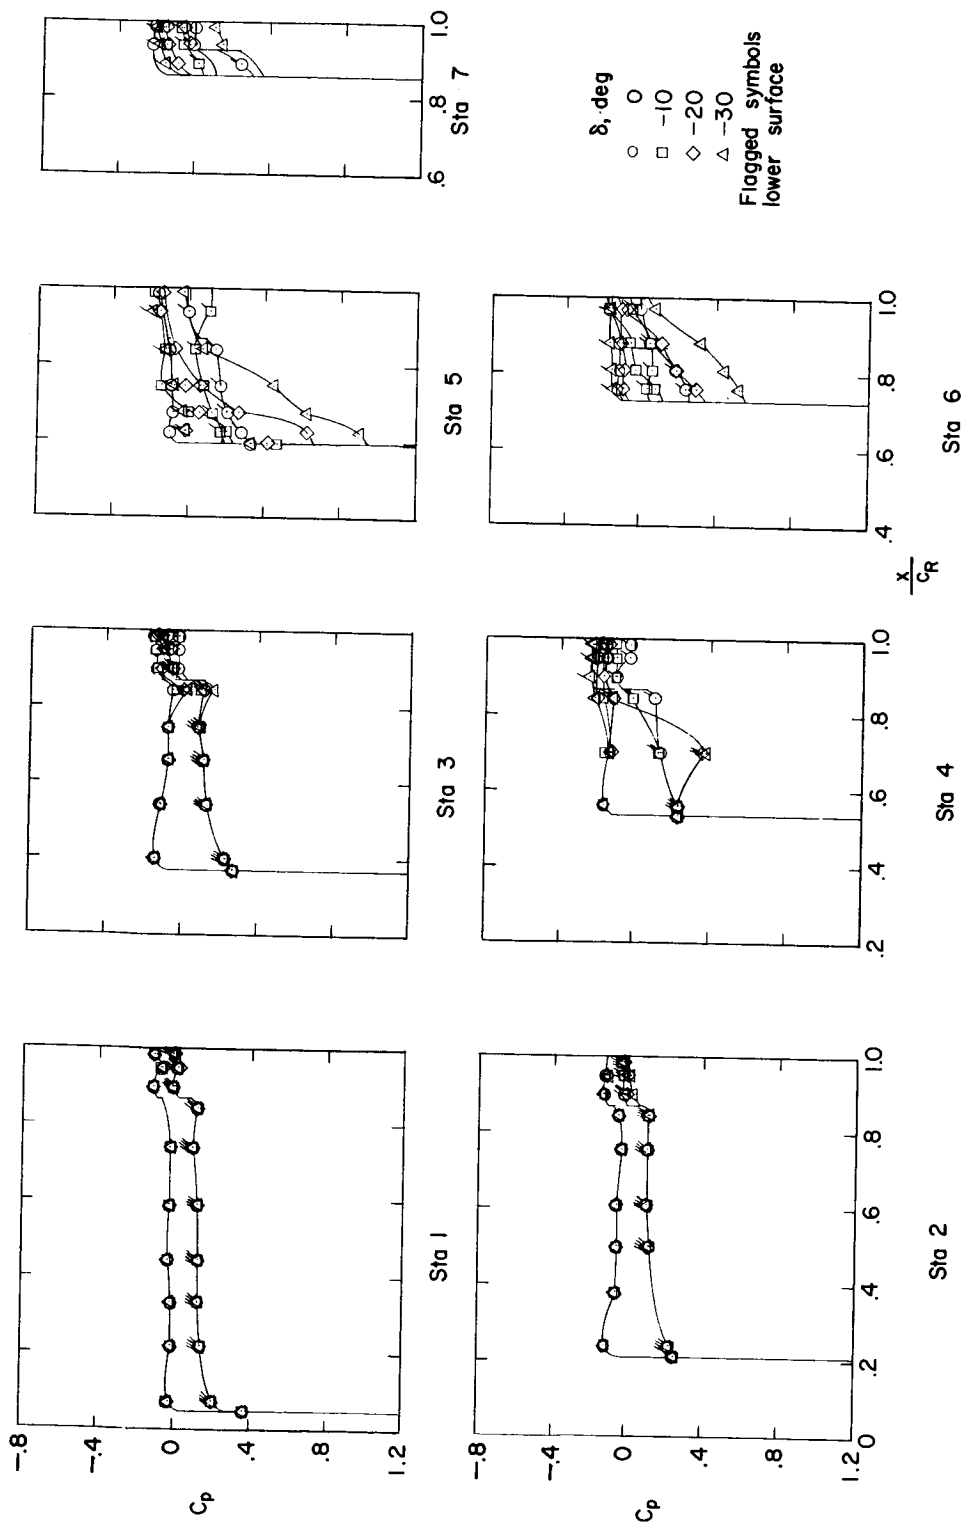 -.8
-.4
0
Cp
.4
.8
1.2
Sta 1
Sta 3
Sta 5
.6
.8
1.0
Sta 7
-.8
-.4
0
Cp
.4
.8
1.2
0
.2
.4
.6
.8
1.0
Sta 2
.2
.4
.6
.8
1.0
Sta 4
x
cR
.4
.6
.8
1.0
Sta 6
δ, deg
0
-10
-20
-30
Flagged symbols
lower surface